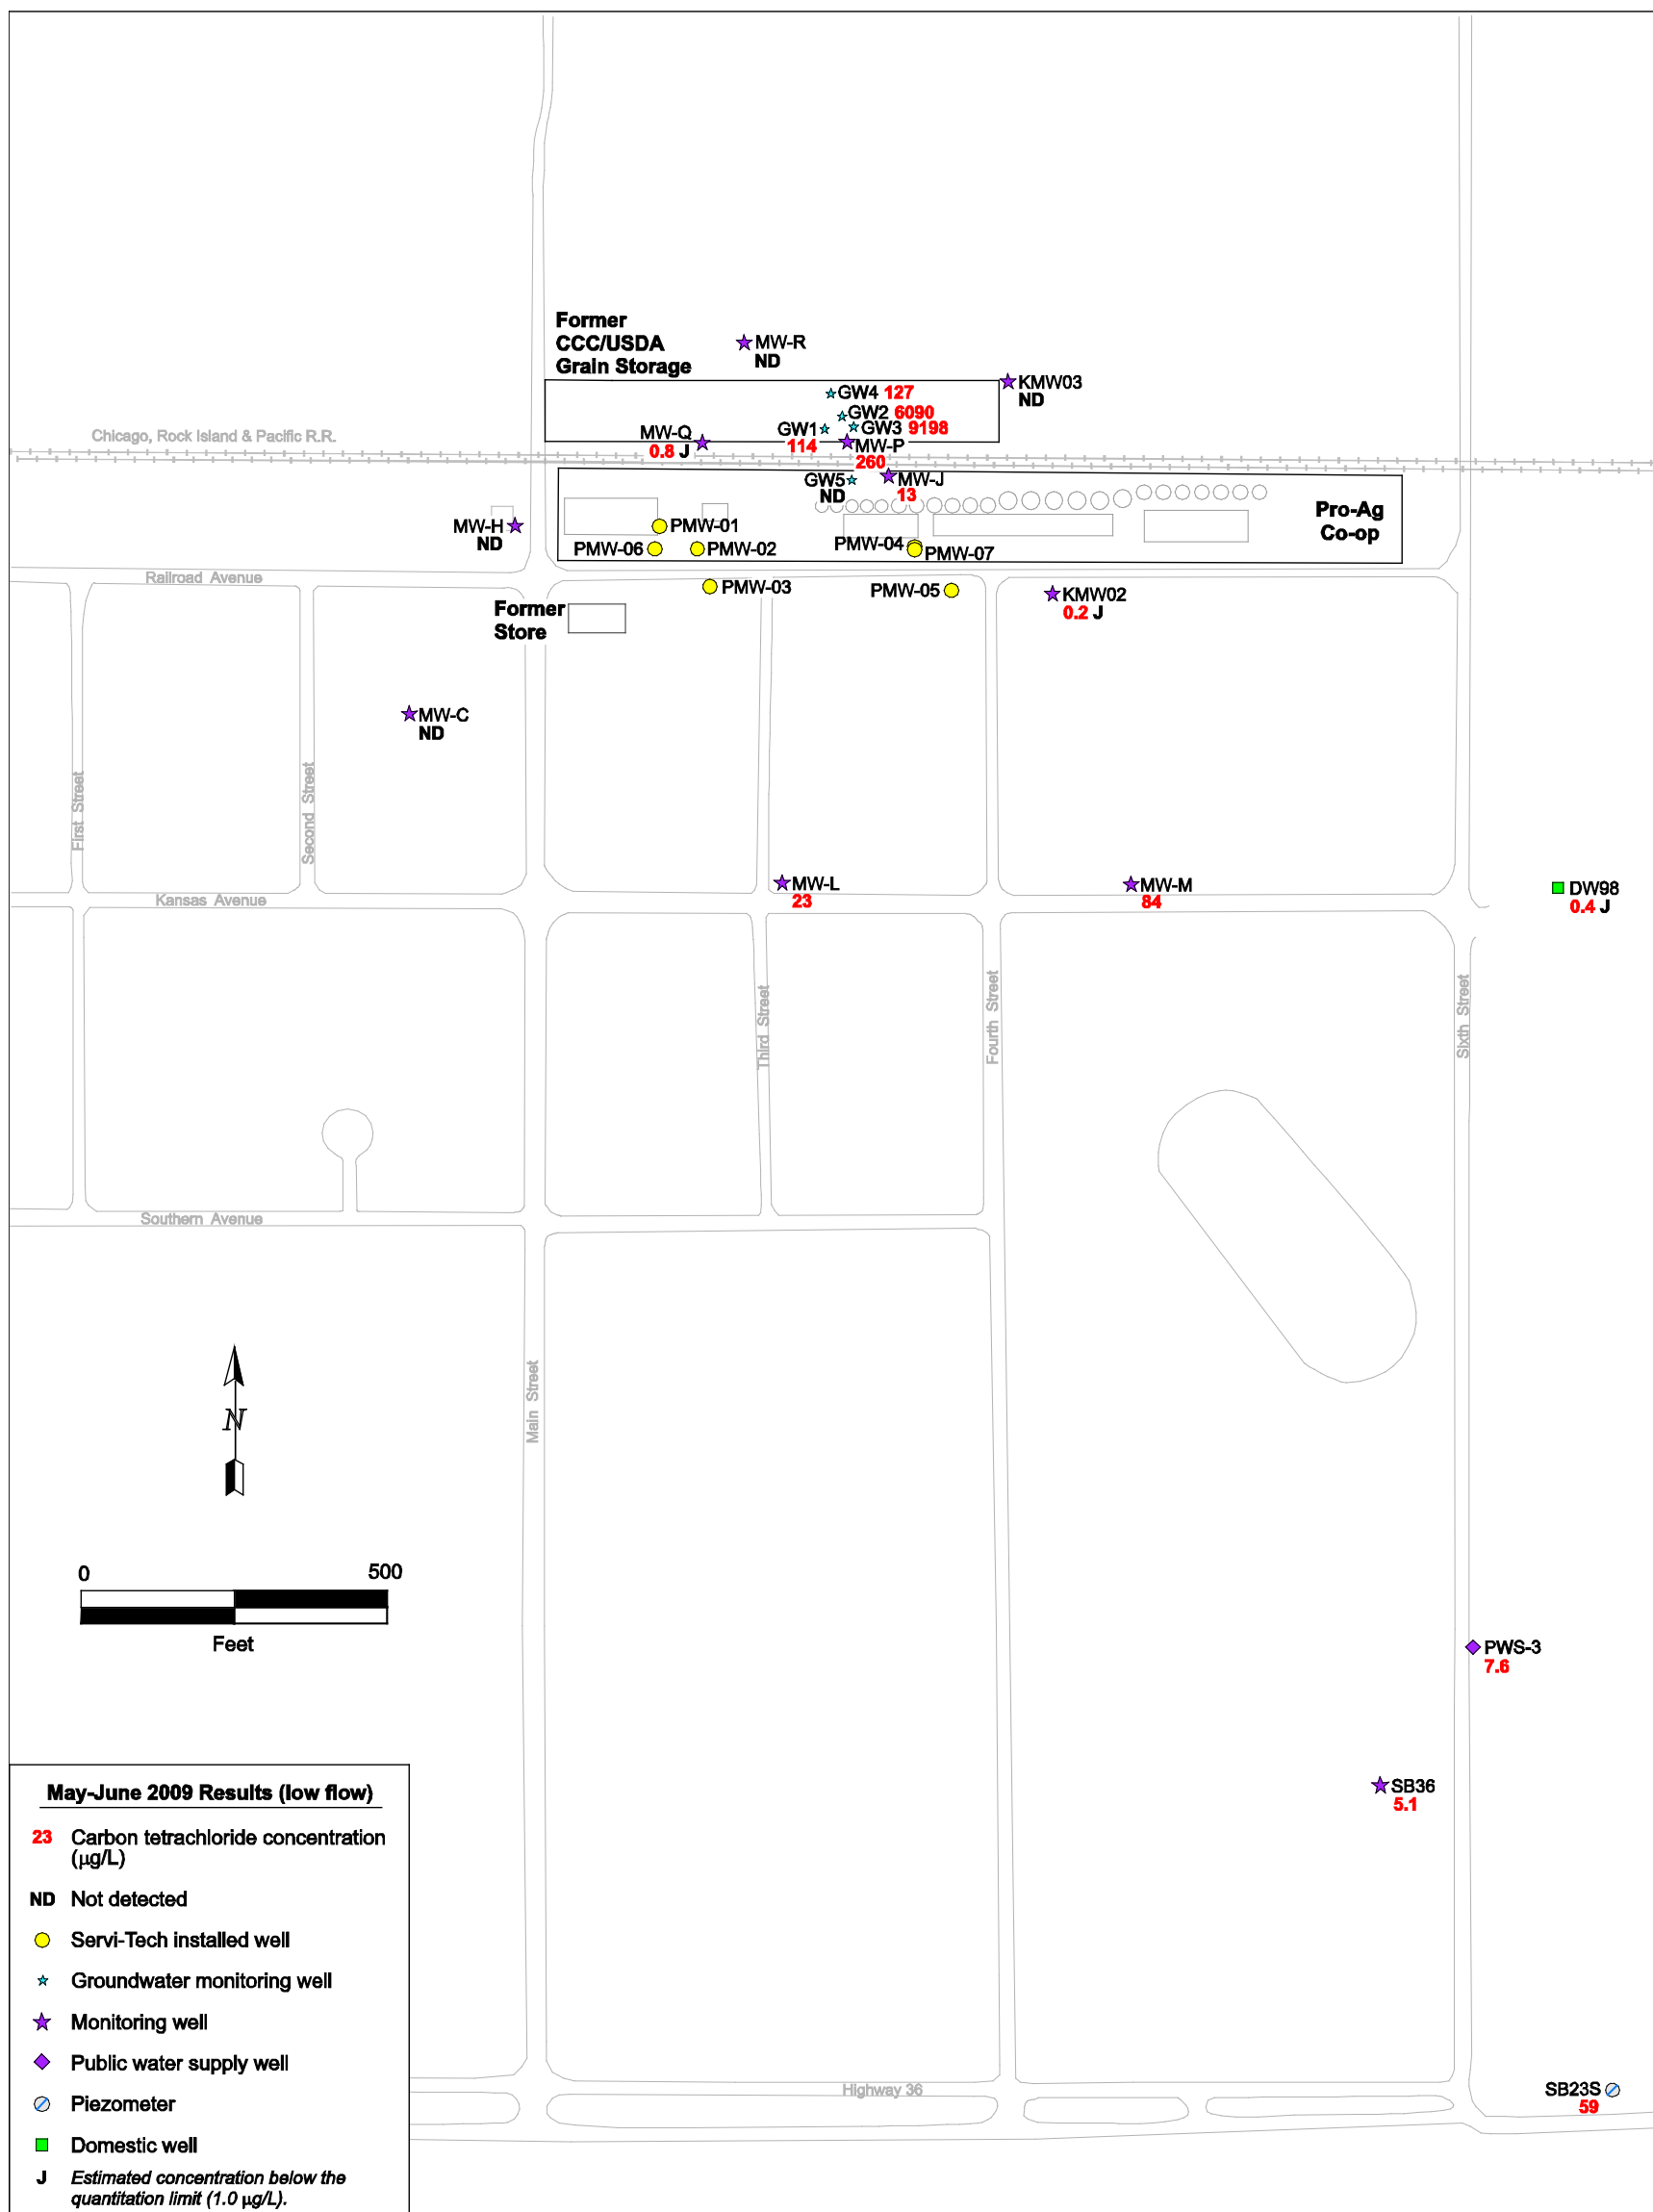 Former
CCC/USDA
Grain Storage
MW-R
ND
KMW03
ND
GW4 127
GW2 6090
GW3 9198
GW1
114
MW-Q
0.8 J
MW-P
260
Chicago, Rock Island & Pacific R.R.
GW5
ND
MW-J
13
Pro-Ag
Co-op
MW-H
ND
PMW-01
PMW-06
PMW-02
PMW-04
PMW-07
Railroad Avenue
PMW-03
PMW-05
KMW02
0.2 J
Former
Store
MW-C
ND
First Street
Second Street
MW-L
23
MW-M
84
DW98
0.4 J
Kansas Avenue
Third Street
Fourth Street
Sixth Street
Southern Avenue
Main Street
N
0 500
Feet
PWS-3
7.6
SB36
5.1
Highway 36
SB23S
59
May-June 2009 Results (low flow)
23 Carbon tetrachloride concentration
(µg/L)
ND Not detected
Servi-Tech installed well
Groundwater monitoring well
Monitoring well
Public water supply well
Piezometer
Domestic well
J Estimated concentration below the
quantitation limit (1.0 µg/L).